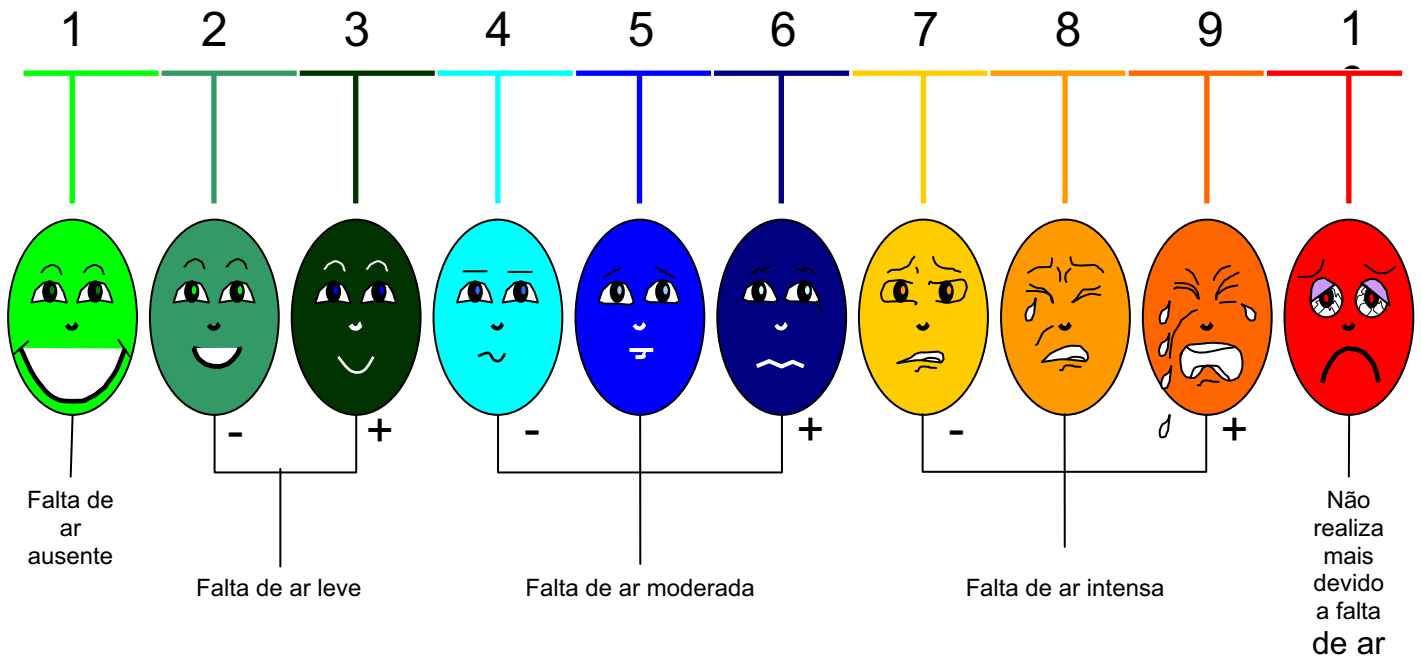 1 2 3 4 5 6 7 8 9 1
- + - + - +
Falta de
ar
ausente
Falta de ar leve
Falta de ar moderada
Falta de ar intensa
Não
realiza
mais
devido
a falta
de ar